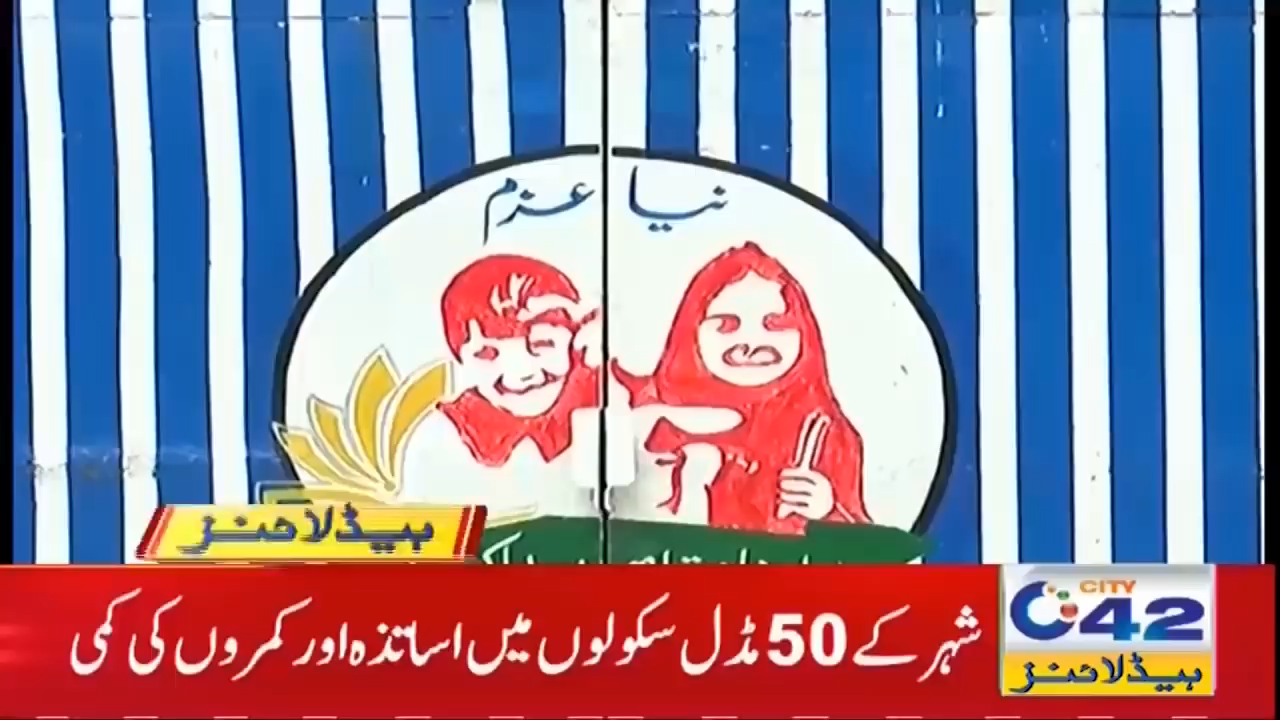 نیا عزم
ہیڈلائنز
شہر کے 50 مڈل سکولوں میں اساتذہ اور کمروں کی کمی
CITY
42
ہیڈلائنز